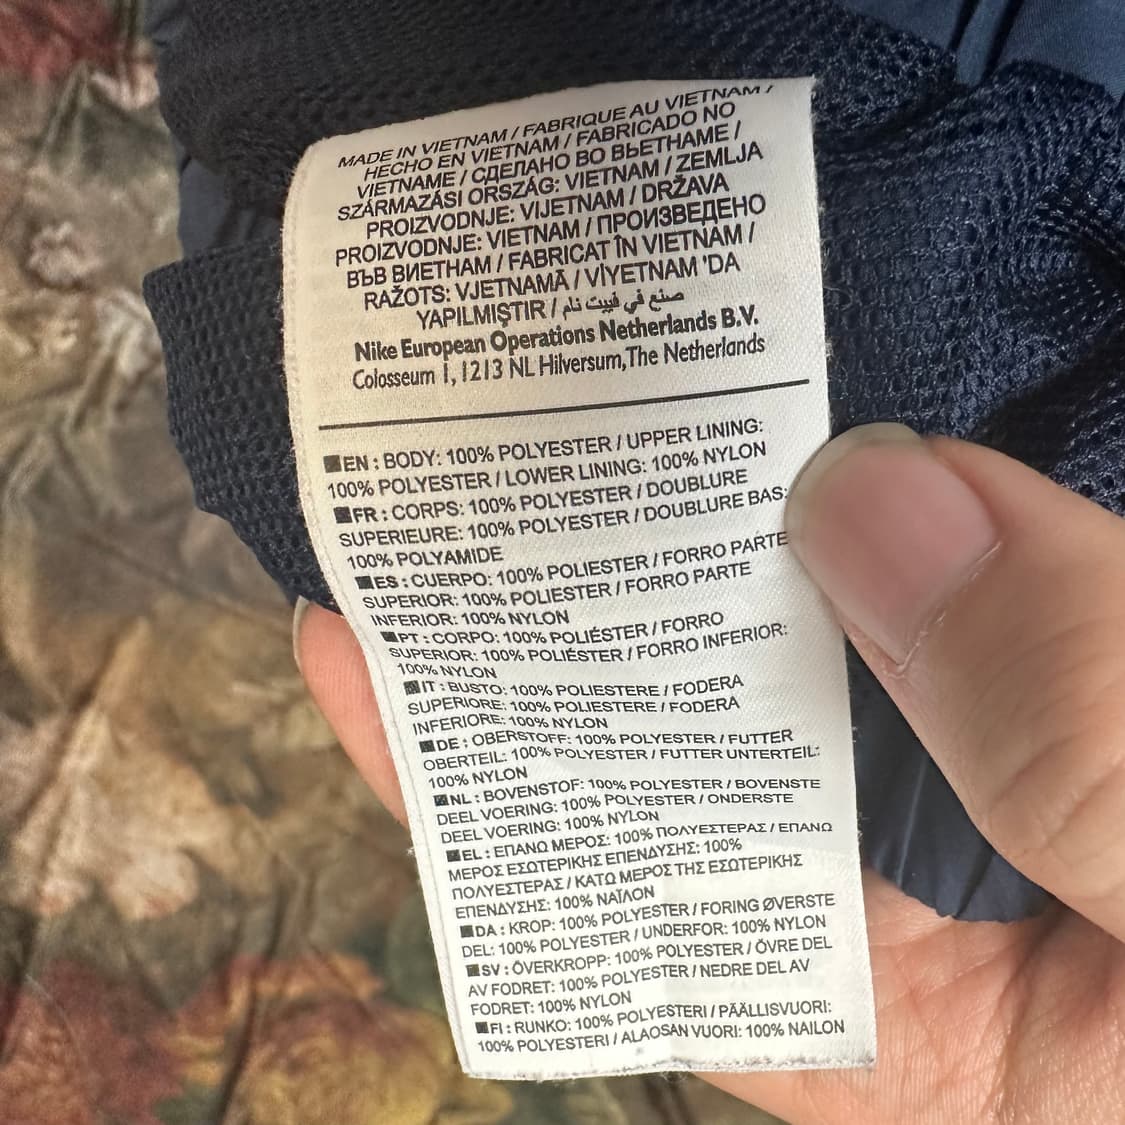 MADE IN VIETNAM / FABRIQUE AU VIETNAM /
HECHO EN VIETNAM / FABRICADO NO
VIETNAME / СДЕЛАНО ВО ВЬЕТНАМЕ /
SZÁRMAZÁSI ORSZÁG: VIETNAM / ZEMLJA
PROIZVODNJE: VIJETNAM / DRŽAVA
PROIZVODNJE: VIETNAM / ПРОИЗВЕДЕНО
ВЪВ ВИЕТНАМ / FABRICAT ÎN VIETNAM /
RAŽOTS: VJETNAMĀ / VİYETNAM 'DA
YAPILMIŞTIR / صنع في فييت نام
Nike European Operations Netherlands B.V.
Colosseum 1, 1213 NL Hilversum, The Netherlands
EN : BODY: 100% POLYESTER / UPPER LINING:
100% POLYESTER / LOWER LINING: 100% NYLON
FR : CORPS: 100% POLYESTER / DOUBLURE
SUPERIEURE: 100% POLYESTER / DOUBLURE BAS:
100% POLYAMIDE
ES : CUERPO: 100% POLIESTER / FORRO PARTE
SUPERIOR: 100% POLIESTER / FORRO PARTE
INFERIOR: 100% NYLON
PT : CORPO: 100% POLIÉSTER / FORRO
SUPERIOR: 100% POLIÉSTER / FORRO INFERIOR:
100% NYLON
IT : BUSTO: 100% POLIESTERE / FODERA
SUPERIORE: 100% POLIESTERE / FODERA
INFERIORE: 100% NYLON
DE : OBERSTOFF: 100% POLYESTER / FUTTER
OBERTEIL: 100% POLYESTER / FUTTER UNTERTEIL:
100% NYLON
NL : BOVENSTOF: 100% POLYESTER / BOVENSTE
DEEL VOERING: 100% POLYESTER / ONDERSTE
DEEL VOERING: 100% NYLON
EL : ΕΠΑΝΩ ΜΕΡΟΣ: 100% ΠΟΛΥΕΣΤΕΡΑΣ / ΕΠΑΝΩ
ΜΕΡΟΣ ΕΣΩΤΕΡΙΚΗΣ ΕΠΕΝΔΥΣΗΣ: 100%
ΠΟΛΥΕΣΤΕΡΑΣ / ΚΑΤΩ ΜΕΡΟΣ ΤΗΣ ΕΣΩΤΕΡΙΚΗΣ
ΕΠΕΝΔΥΣΗΣ: 100% ΝΑΪΛΟΝ
DA : KROP: 100% POLYESTER / FORING ØVERSTE
DEL: 100% POLYESTER / UNDERFOR: 100% NYLON
SV : ÖVERKROPP: 100% POLYESTER / ÖVRE DEL
AV FODRET: 100% POLYESTER / NEDRE DEL AV
FODRET: 100% NYLON
FI : RUNKO: 100% POLYESTERI / PÄÄLLISVUORI:
100% POLYESTERI / ALAOSAN VUORI: 100% NAILON